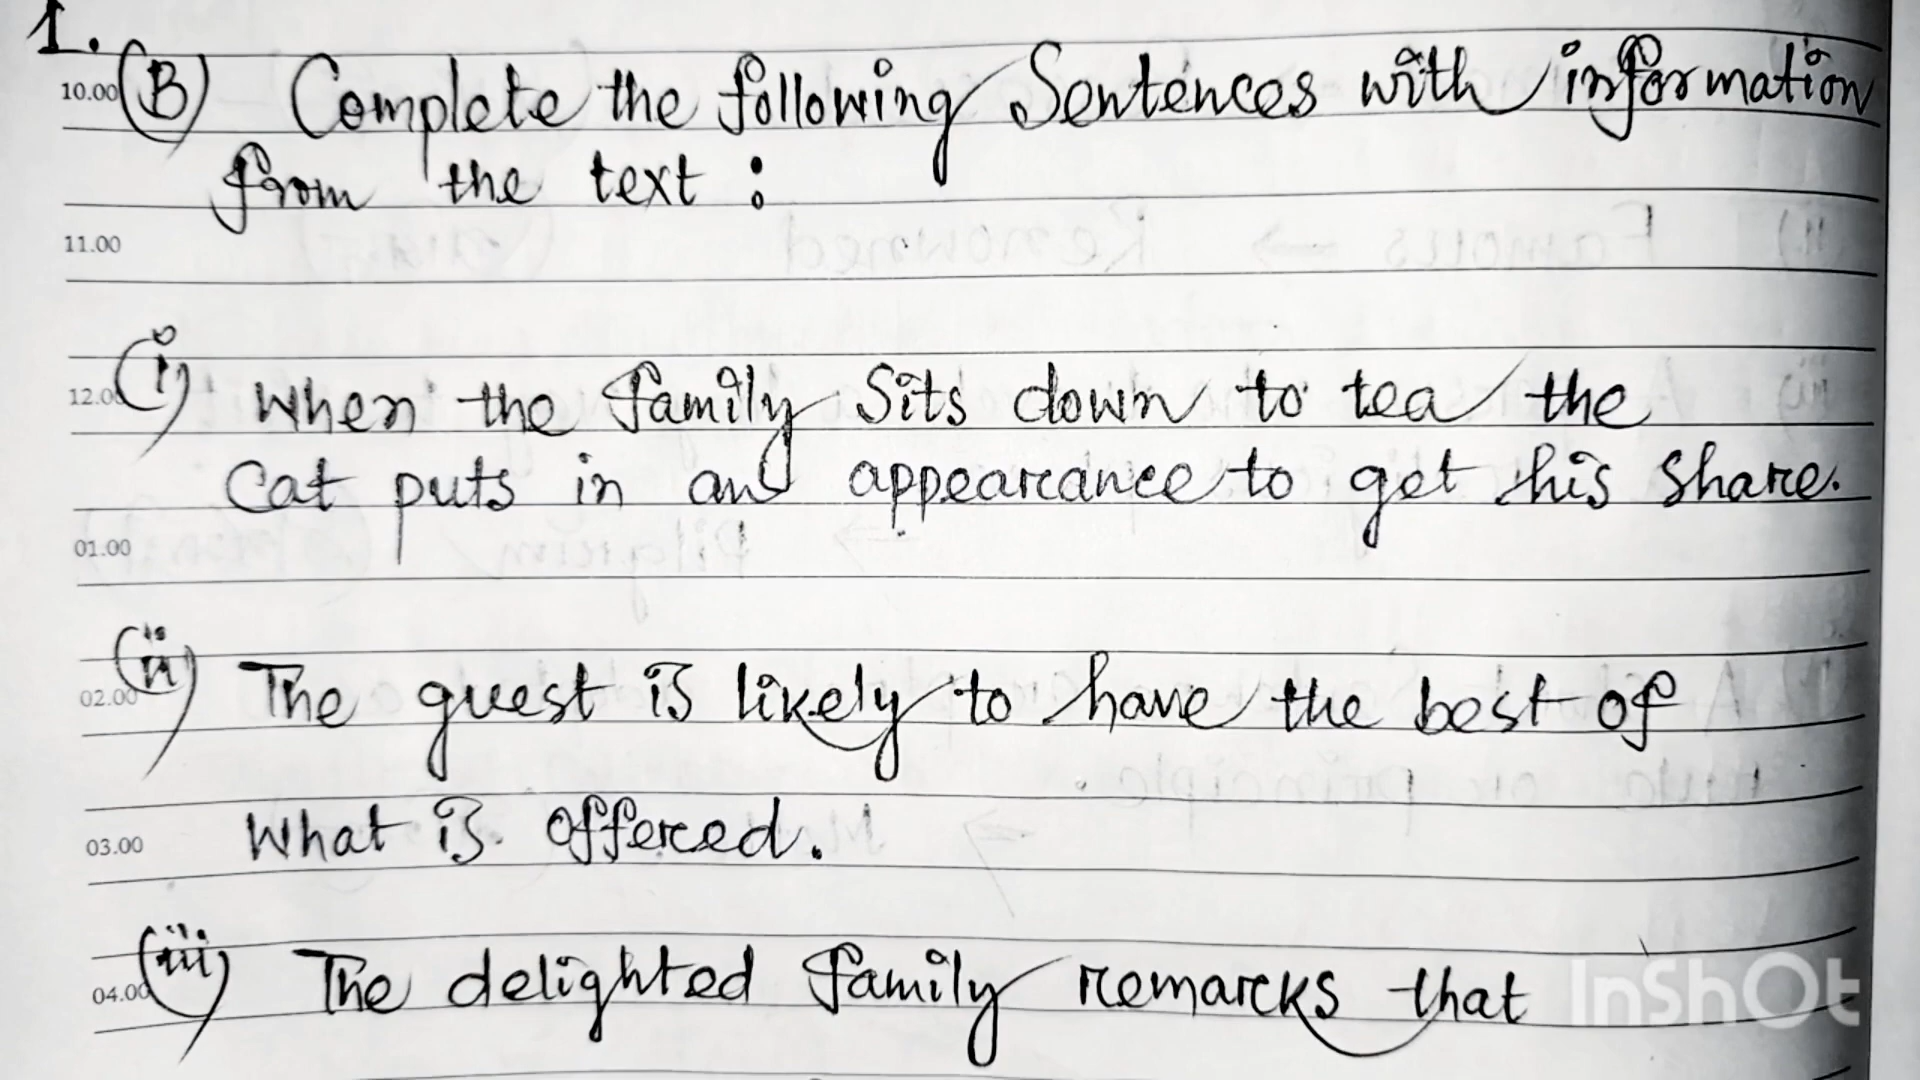 1.
10.00 (B) Complete the following Sentences with information
from the text :
11.00
12.00 (i) When the family Sits down to tea the
Cat puts in an appearance to get his share.
01.00
02.00 (ii) The guest is likely to have the best of
03.00 What is offered.
04.00 (iii) The delighted family remarks that
InShOt